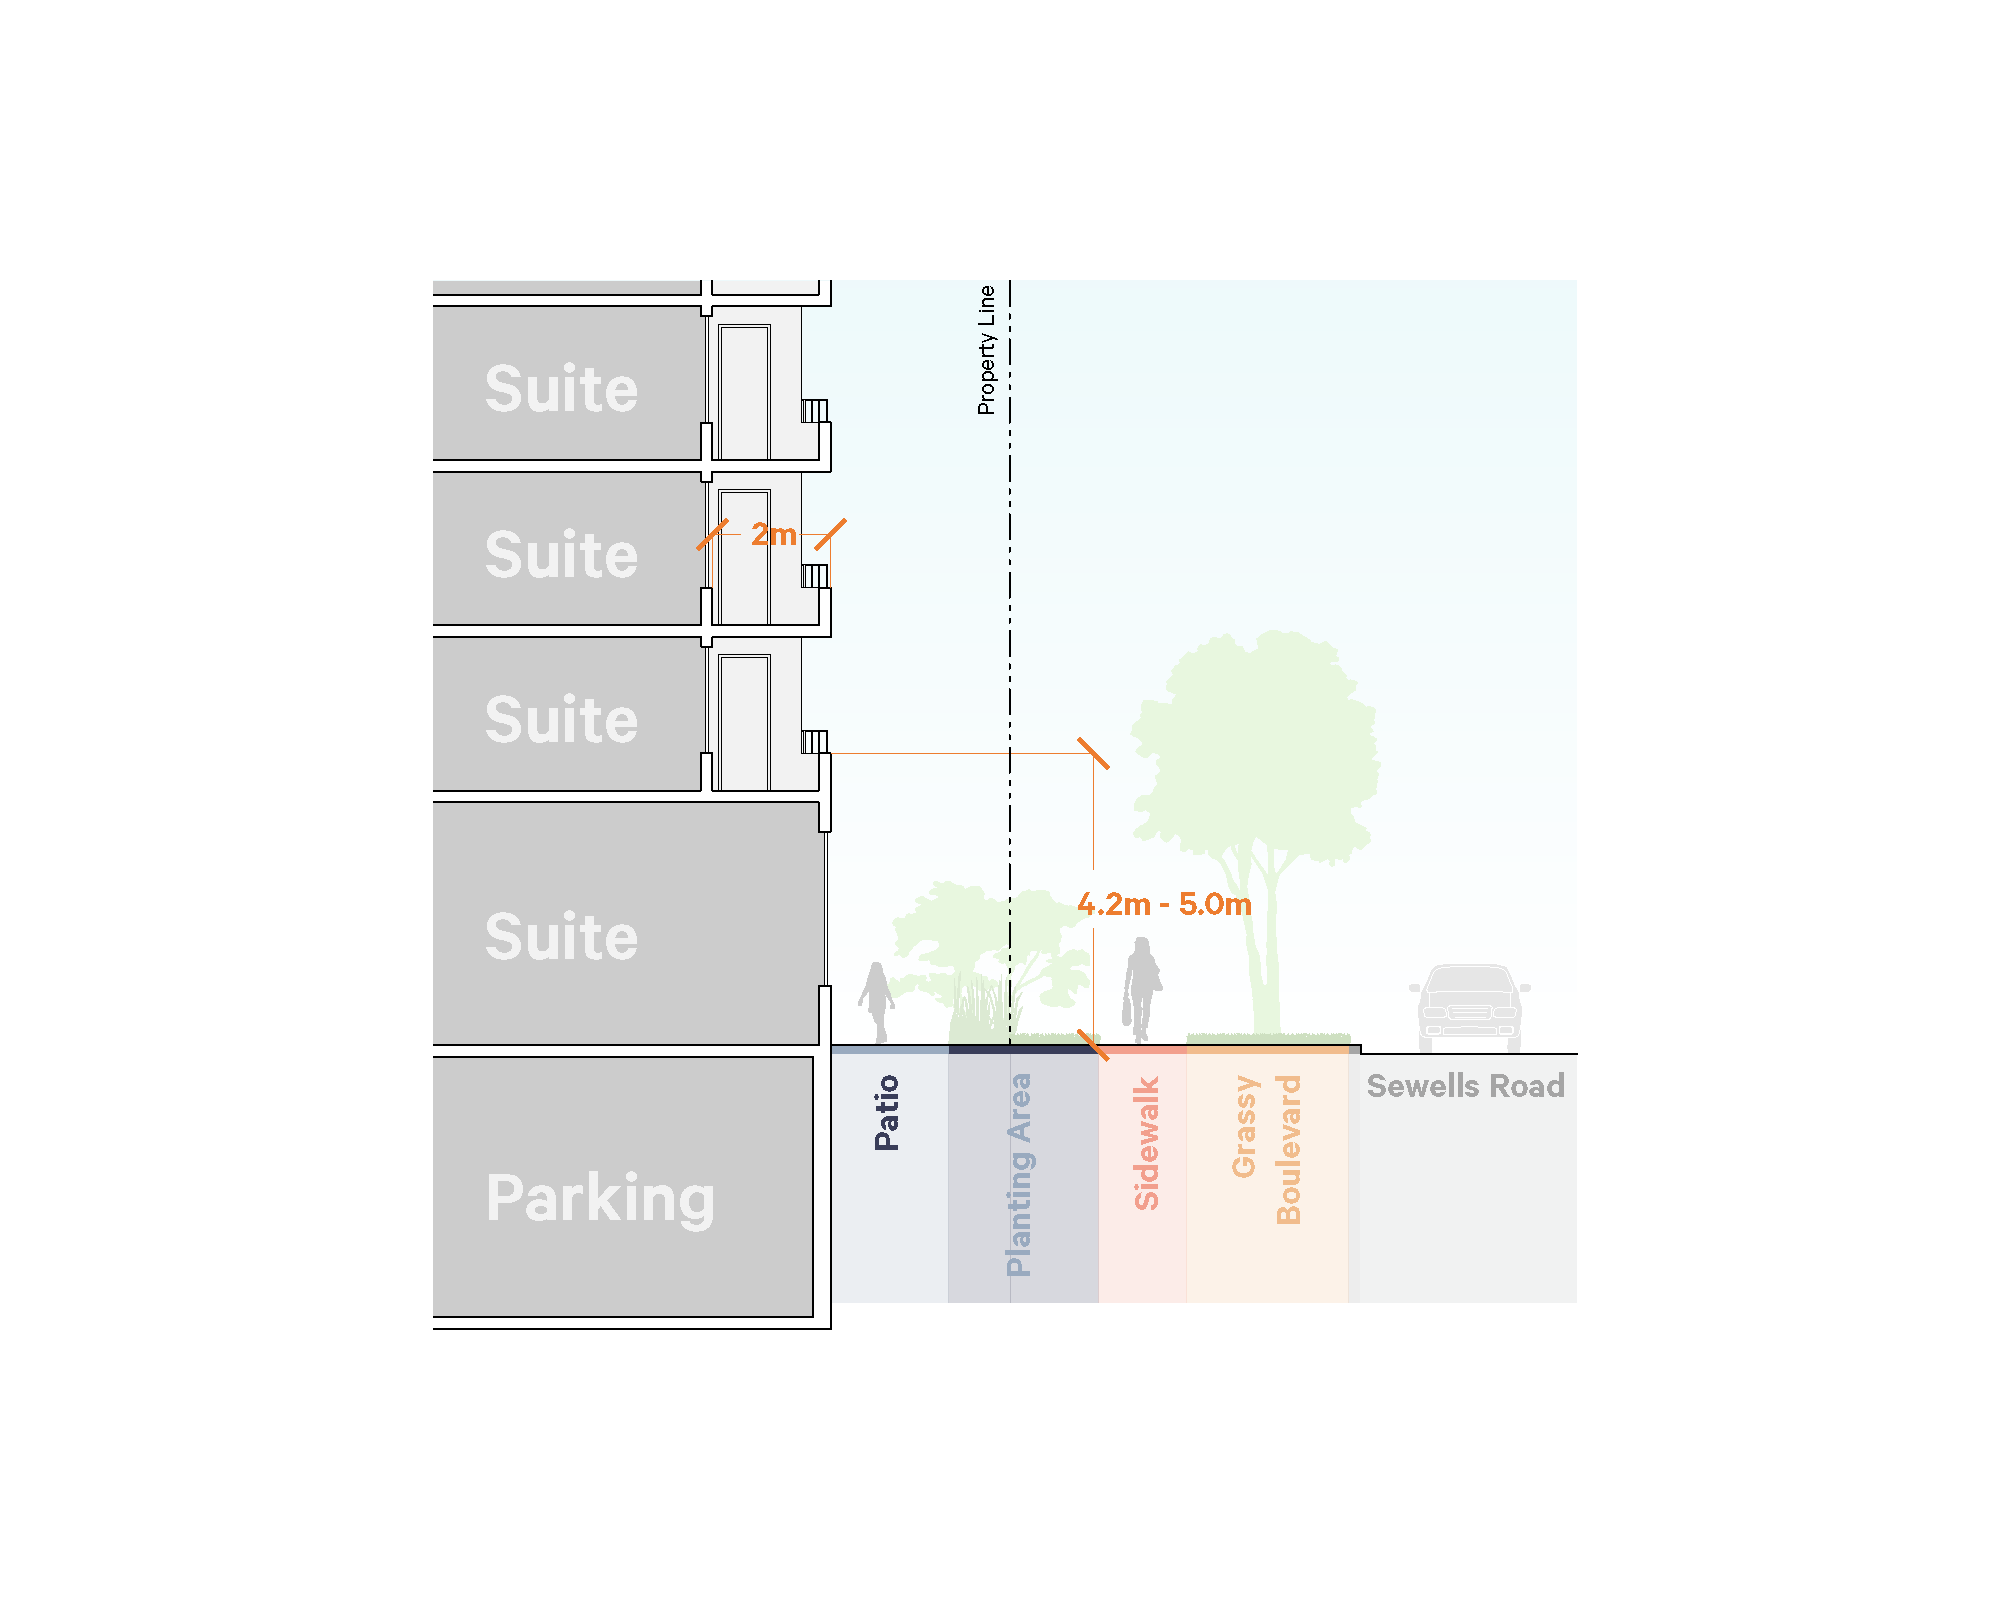 Property Line
Suite
Suite
2m
Suite
4.2m - 5.0m
Suite
Parking
Patio
Planting Area
Sidewalk
Grassy
Boulevard
Sewells Road